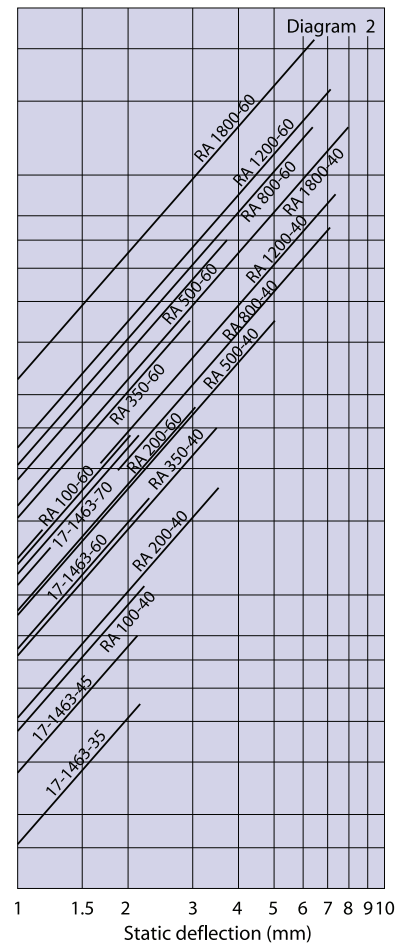 Diagram 2
RA 1800-60
RA 1200-60
RA 800-60
RA 1800-40
RA 1200-40
RA 500-60
RA 800-40
RA 500-40
RA 350-60
RA 200-60
RA 350-40
RA 100-60
17-1463-70
17-1463-60
RA 200-40
RA 100-40
17-1463-45
17-1463-35
1 1.5 2 3 4 5 6 7 8 9 10
Static deflection (mm)